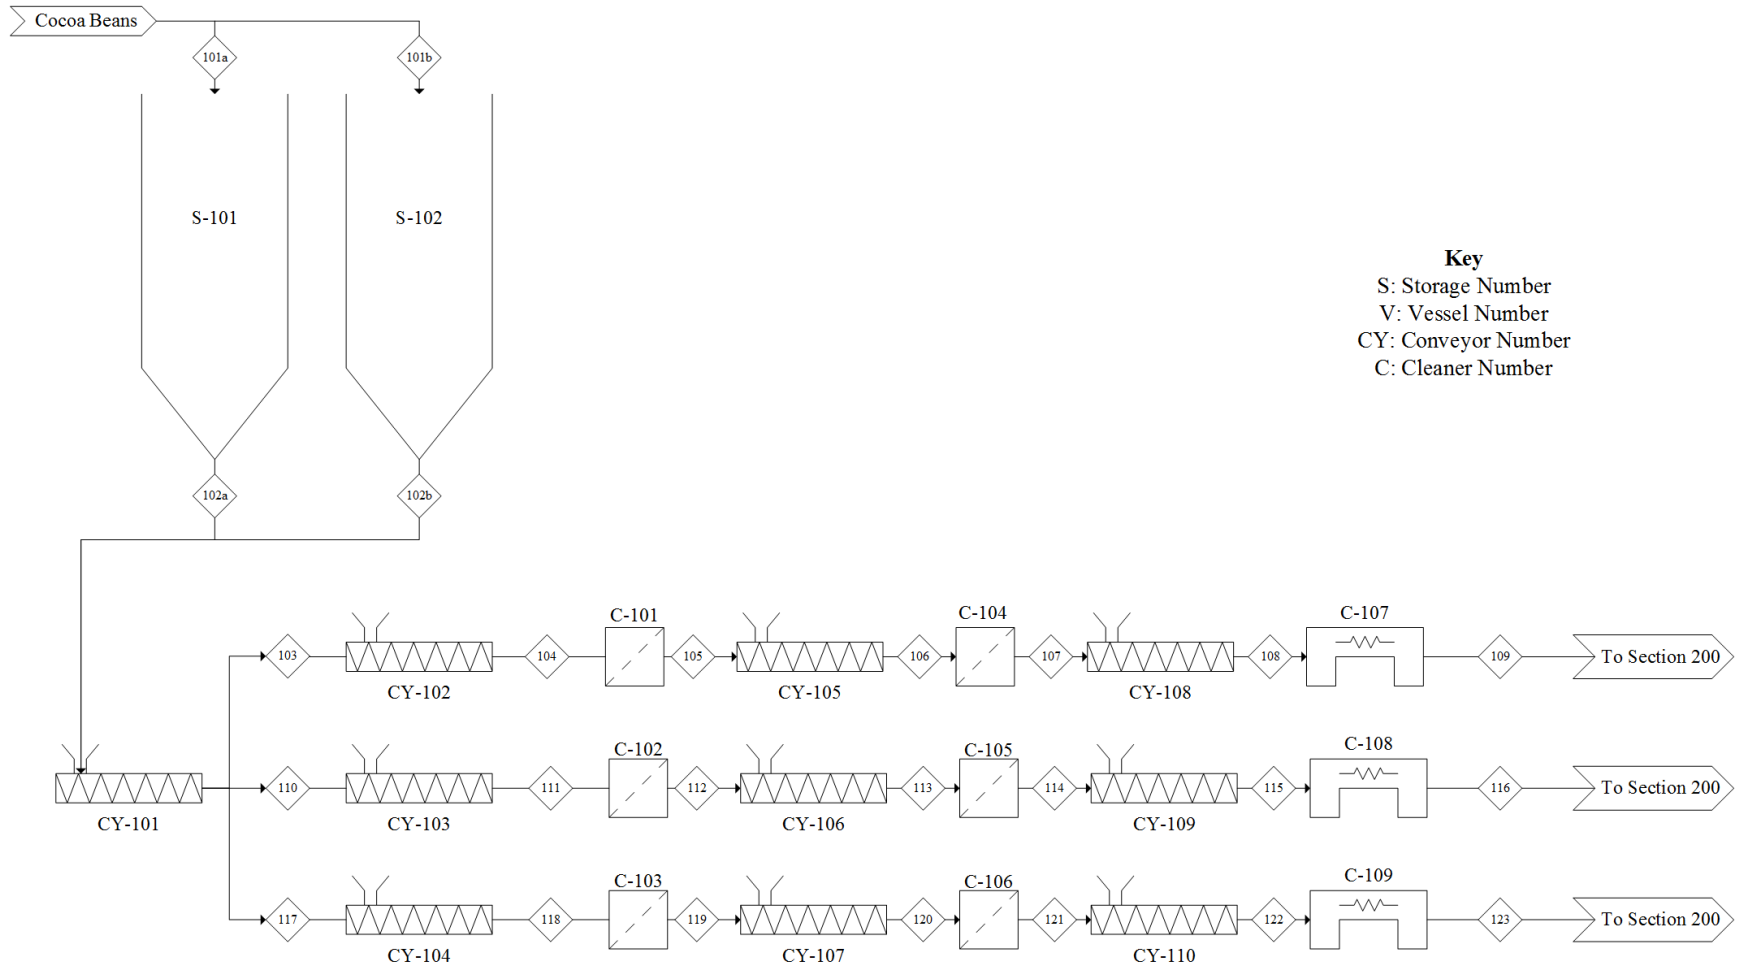 Cocoa Beans
101a
101b
S-101
S-102
Key
S: Storage Number
V: Vessel Number
CY: Conveyor Number
C: Cleaner Number
102a
102b
C-101
C-104
C-107
103
104
105
106
107
108
109
To Section 200
CY-102
CY-105
CY-108
C-102
C-105
C-108
110
111
112
113
114
115
116
To Section 200
CY-101
CY-103
CY-106
CY-109
C-103
C-106
C-109
117
118
119
120
121
122
123
To Section 200
CY-104
CY-107
CY-110